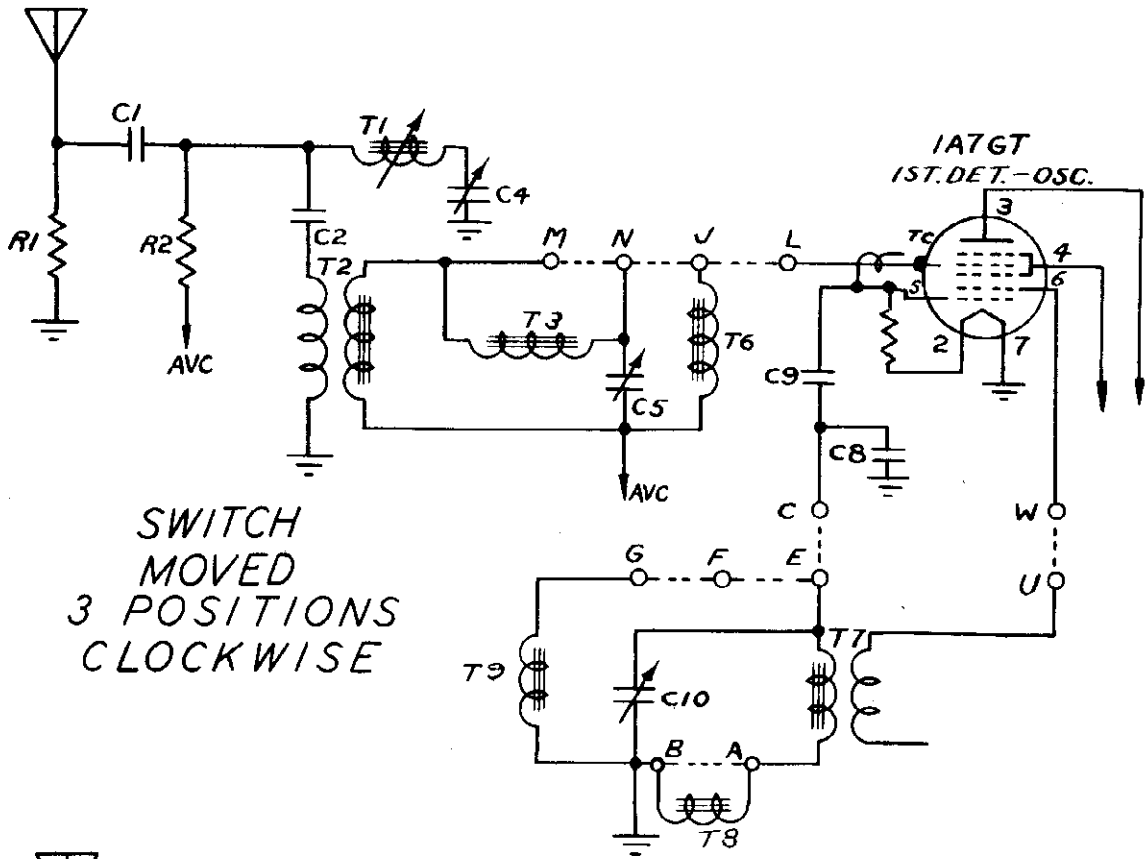 C1
T1
1A7GT
1ST. DET.-OSC.
3
C4
R1
R2
C2
M
N
J
L
TC
4
5
6
T2
T3
T6
2
7
AVC
C5
C9
C8
AVC
C
W
SWITCH
MOVED
3 POSITIONS
CLOCKWISE
G
F
E
U
T7
T9
C10
B
A
T8